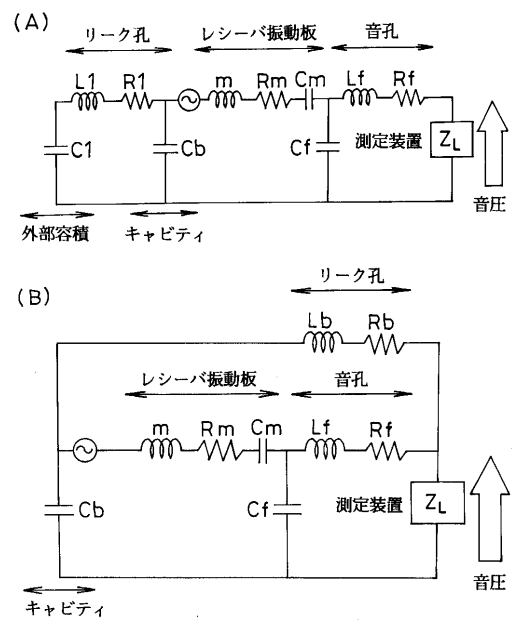 (A)
リーク孔 レシーバ振動板 音孔
L1 R1 m Rm Cm Lf Rf
C1 Cb Cf 測定装置 ZL
音圧
外部容積 キャビティ
(B)
リーク孔
Lb Rb
レシーバ振動板 音孔
m Rm Cm Lf Rf
Cb Cf 測定装置 ZL
音圧
キャビティ